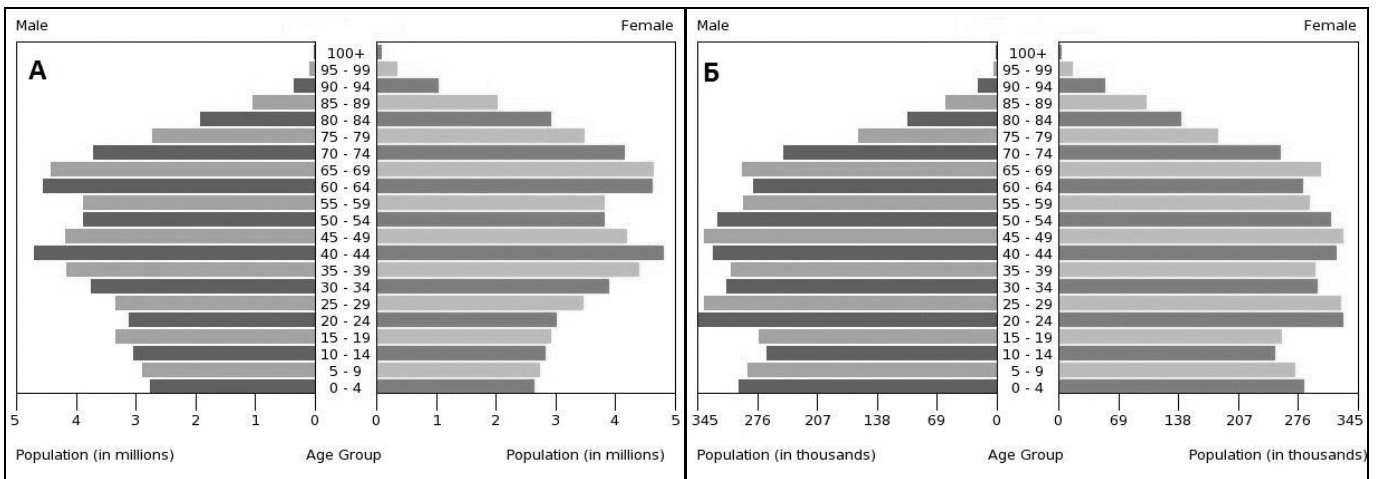 Male Female
А
100+
95 - 99
90 - 94
85 - 89
80 - 84
75 - 79
70 - 74
65 - 69
60 - 64
55 - 59
50 - 54
45 - 49
40 - 44
35 - 39
30 - 34
25 - 29
20 - 24
15 - 19
10 - 14
5 - 9
0 - 4
5 4 3 2 1 0 0 1 2 3 4 5
Population (in millions) Age Group Population (in millions)
Male Female
Б
100+
95 - 99
90 - 94
85 - 89
80 - 84
75 - 79
70 - 74
65 - 69
60 - 64
55 - 59
50 - 54
45 - 49
40 - 44
35 - 39
30 - 34
25 - 29
20 - 24
15 - 19
10 - 14
5 - 9
0 - 4
345 276 207 138 69 0 0 69 138 207 276 345
Population (in thousands) Age Group Population (in thousands)